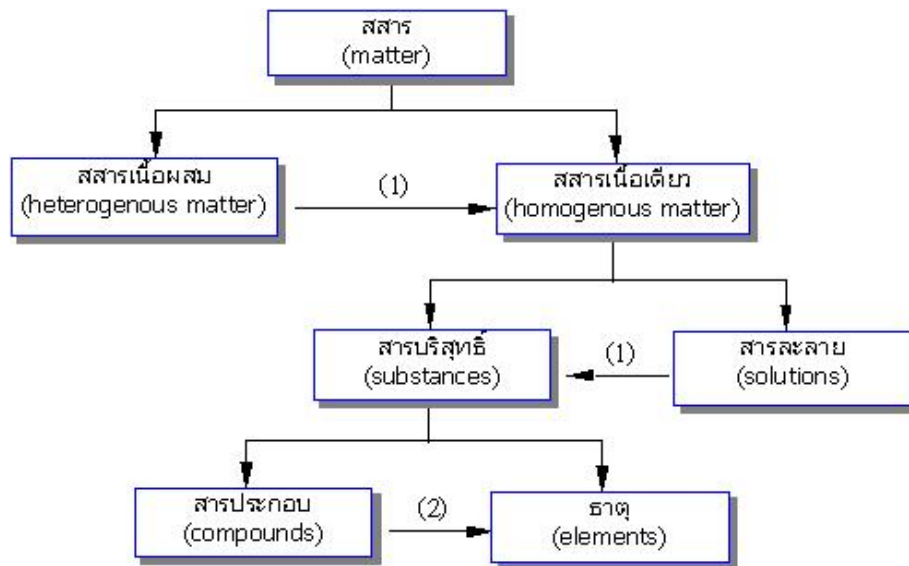 สสาร
(matter)
สสารเนื้อผสม
(heterogenous matter)
(1)
สสารเนื้อเดียว
(homogenous matter)
สารบริสุทธิ์
(substances)
(1)
สารละลาย
(solutions)
สารประกอบ
(compounds)
(2)
ธาตุ
(elements)